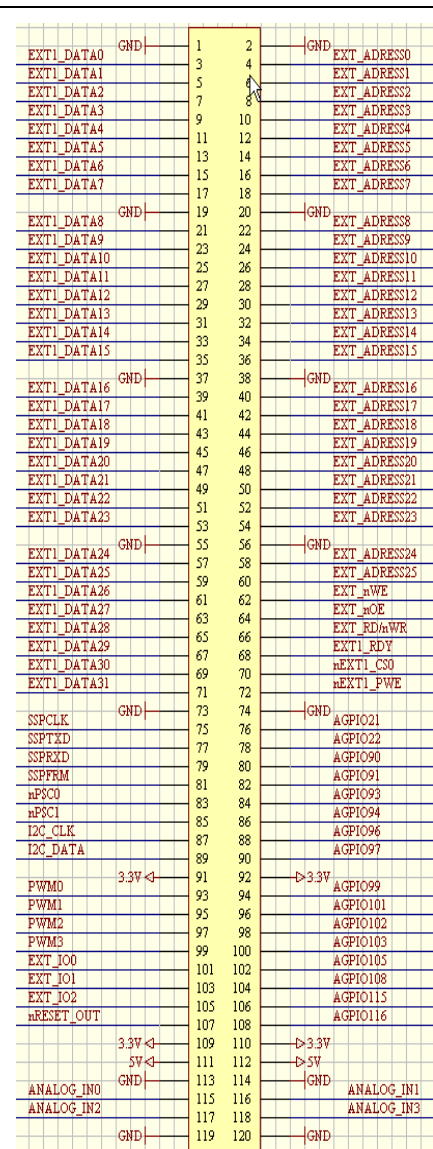 GND 1 2 GND
EXT1_DATA0 3 4 EXT_ADRESS0
EXT1_DATA1 5 6 EXT_ADRESS1
EXT1_DATA2 7 8 EXT_ADRESS2
EXT1_DATA3 9 10 EXT_ADRESS3
EXT1_DATA4 11 12 EXT_ADRESS4
EXT1_DATA5 13 14 EXT_ADRESS5
EXT1_DATA6 15 16 EXT_ADRESS6
EXT1_DATA7 17 18 EXT_ADRESS7
GND 19 20 GND
EXT1_DATA8 21 22 EXT_ADRESS8
EXT1_DATA9 23 24 EXT_ADRESS9
EXT1_DATA10 25 26 EXT_ADRESS10
EXT1_DATA11 27 28 EXT_ADRESS11
EXT1_DATA12 29 30 EXT_ADRESS12
EXT1_DATA13 31 32 EXT_ADRESS13
EXT1_DATA14 33 34 EXT_ADRESS14
EXT1_DATA15 35 36 EXT_ADRESS15
GND 37 38 GND
EXT1_DATA16 39 40 EXT_ADRESS16
EXT1_DATA17 41 42 EXT_ADRESS17
EXT1_DATA18 43 44 EXT_ADRESS18
EXT1_DATA19 45 46 EXT_ADRESS19
EXT1_DATA20 47 48 EXT_ADRESS20
EXT1_DATA21 49 50 EXT_ADRESS21
EXT1_DATA22 51 52 EXT_ADRESS22
EXT1_DATA23 53 54 EXT_ADRESS23
GND 55 56 GND
EXT1_DATA24 57 58 EXT_ADRESS24
EXT1_DATA25 59 60 EXT_ADRESS25
EXT1_DATA26 61 62 EXT_nWE
EXT1_DATA27 63 64 EXT_nOE
EXT1_DATA28 65 66 EXT_RD/nWR
EXT1_DATA29 67 68 EXT1_RDY
EXT1_DATA30 69 70 nEXT1_CS0
EXT1_DATA31 71 72 nEXT1_PWE
GND 73 74 GND
SSPCLK 75 76 AGPIO21
SSPTXD 77 78 AGPIO22
SSPRXD 79 80 AGPIO90
SSPFRM 81 82 AGPIO91
nPSC0 83 84 AGPIO93
nPSC1 85 86 AGPIO94
I2C_CLK 87 88 AGPIO96
I2C_DATA 89 90 AGPIO97
3.3V 91 92 3.3V
PWM0 93 94 AGPIO99
PWM1 95 96 AGPIO101
PWM2 97 98 AGPIO102
PWM3 99 100 AGPIO103
EXT_IO0 101 102 AGPIO105
EXT_IO1 103 104 AGPIO108
EXT_IO2 105 106 AGPIO115
nRESET_OUT 107 108 AGPIO116
3.3V 109 110 3.3V
5V 111 112 5V
GND 113 114 GND
ANALOG_IN0 115 116 ANALOG_IN1
ANALOG_IN2 117 118 ANALOG_IN3
GND 119 120 GND